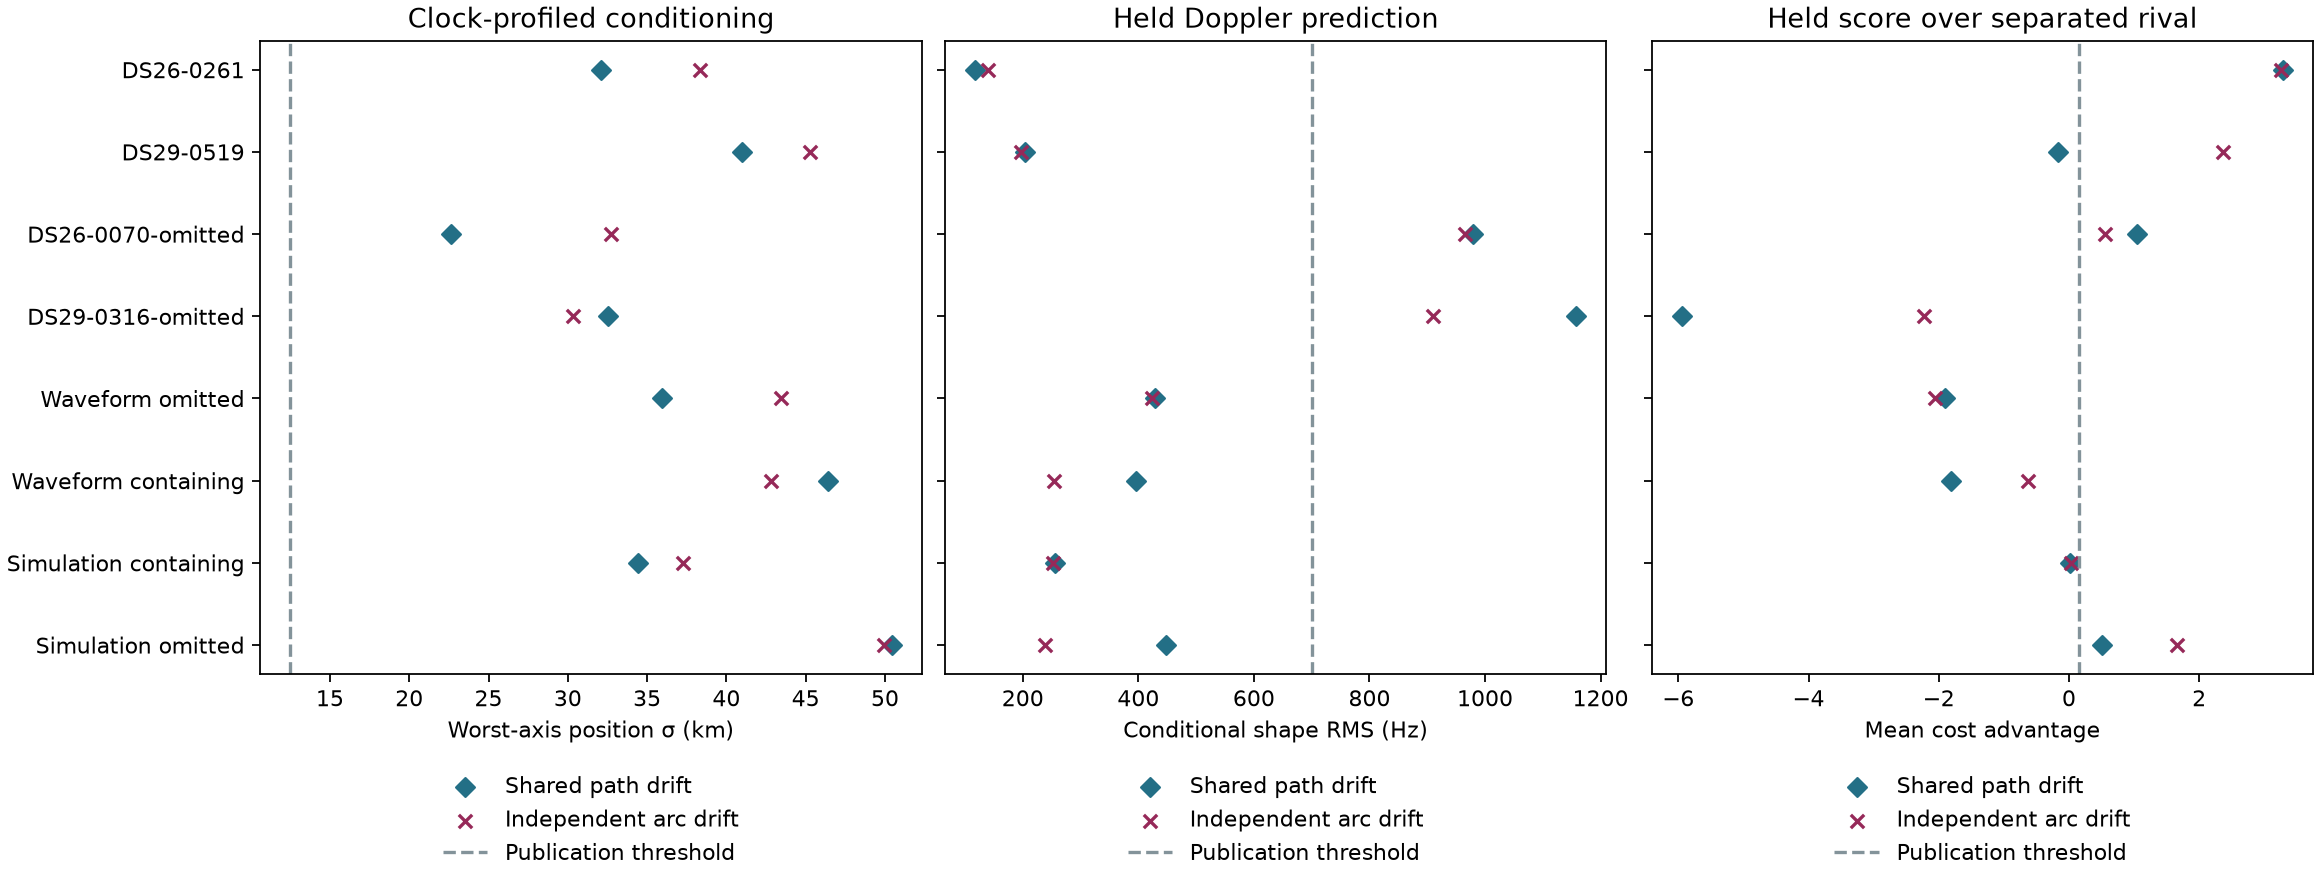 Clock-profiled conditioning
Held Doppler prediction
Held score over separated rival
DS26-0261
DS29-0519
DS26-0070-omitted
DS29-0316-omitted
Waveform omitted
Waveform containing
Simulation containing
Simulation omitted
15 20 25 30 35 40 45 50
200 400 600 800 1000 1200
−6 −4 −2 0 2
Worst-axis position σ (km)
Conditional shape RMS (Hz)
Mean cost advantage
Shared path drift
Independent arc drift
Publication threshold
Shared path drift
Independent arc drift
Publication threshold
Shared path drift
Independent arc drift
Publication threshold